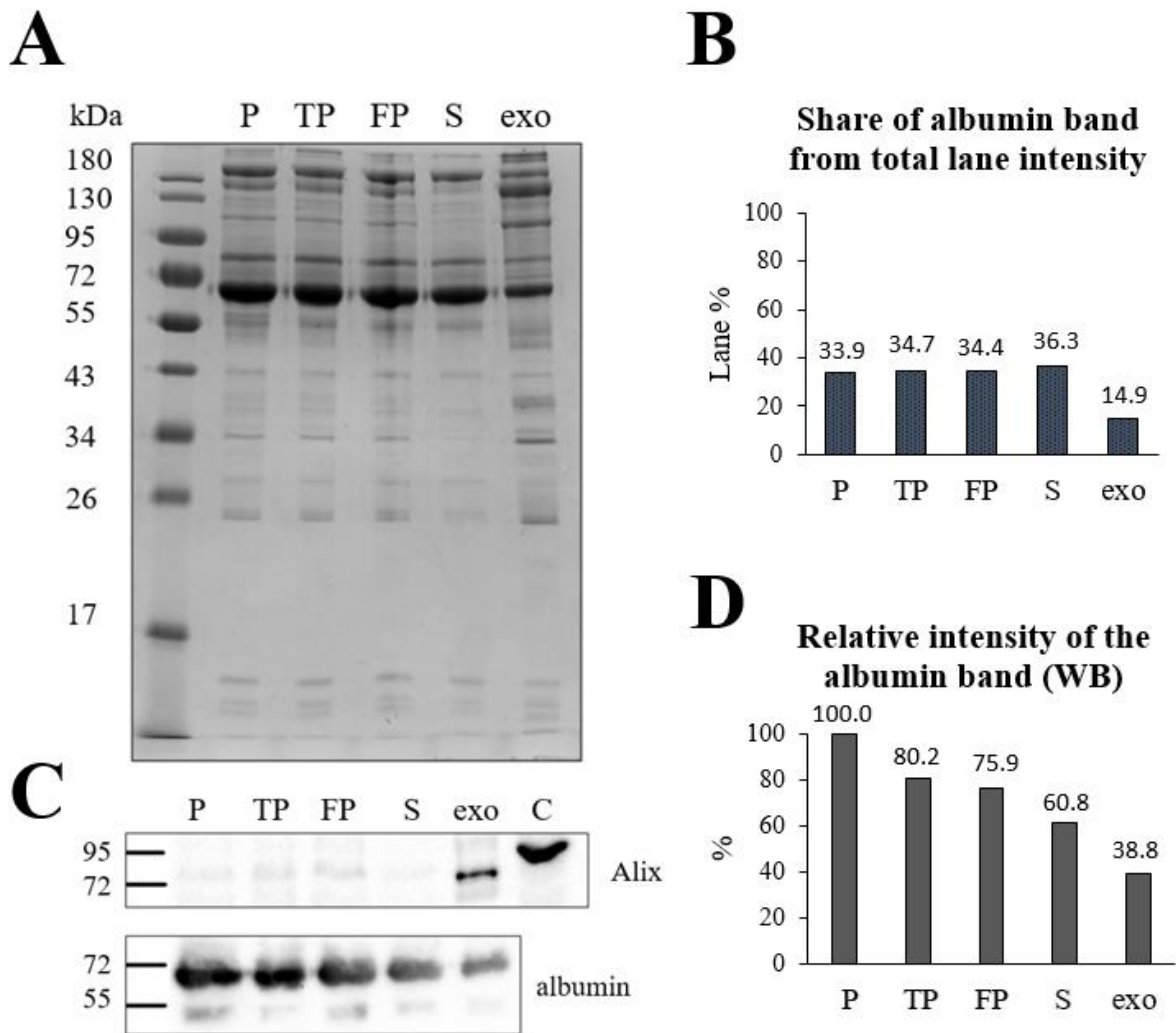 A
kDa P TP FP S exo
180
130
95
72
55
43
34
26
17
B
Share of albumin band
from total lane intensity
Lane %
100
80
60
40
20
0
33.9 34.7 34.4 36.3 14.9
P TP FP S exo
C
P TP FP S exo C
95
72
Alix
72
55
albumin
D
Relative intensity of the
albumin band (WB)
%
100
80
60
40
20
0
100.0 80.2 75.9 60.8 38.8
P TP FP S exo